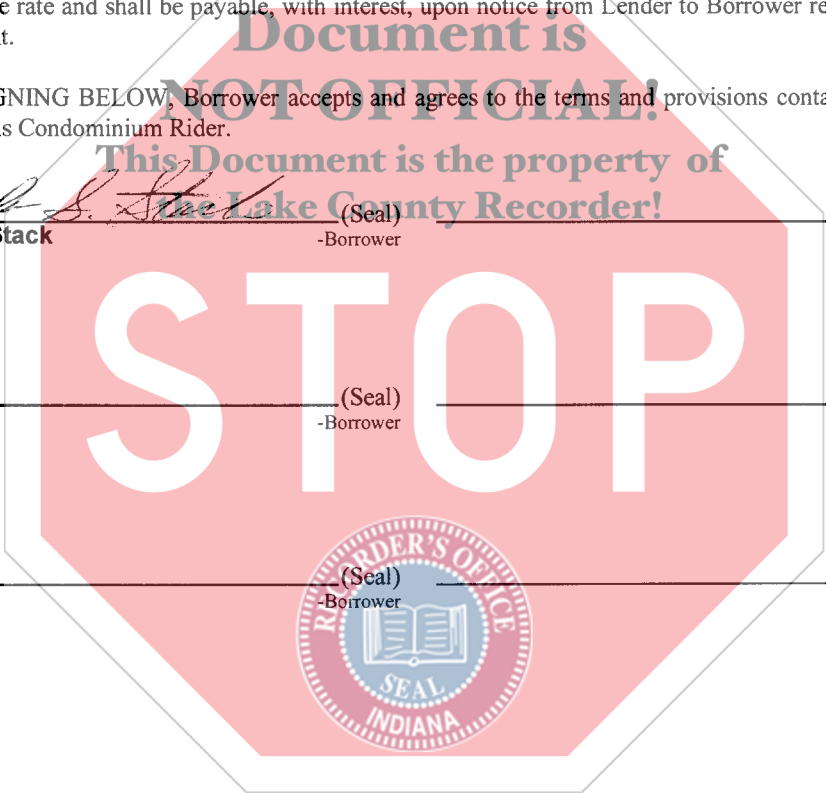 e rate and shall be payable, with interest, upon notice from Lender to Borrower re
t.
Document is
GNING BELOW, Borrower accepts and agrees to the terms and provisions conta
NOT OFFICIAL!
s Condominium Rider.
This Document is the property of
the Lake County Recorder!
S. Stack (Seal)
Stack
-Borrower
STOP
(Seal)
-Borrower
(Seal)
-Borrower
RECORDER'S OFFICE
SEAL
INDIANA